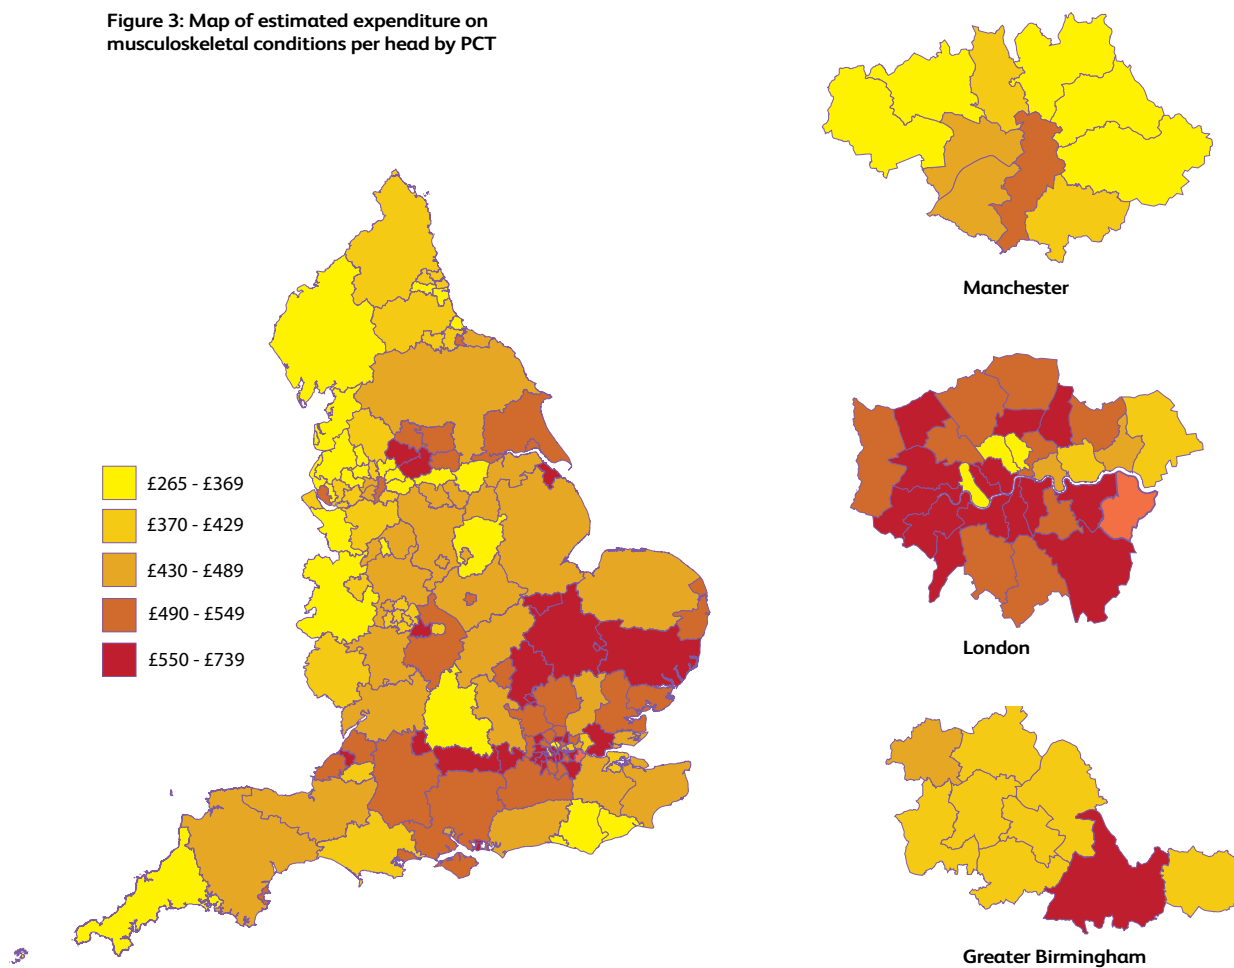 Figure 3: Map of estimated expenditure on
musculoskeletal conditions per head by PCT
£265 - £369
£370 - £429
£430 - £489
£490 - £549
£550 - £739
Manchester
London
Greater Birmingham